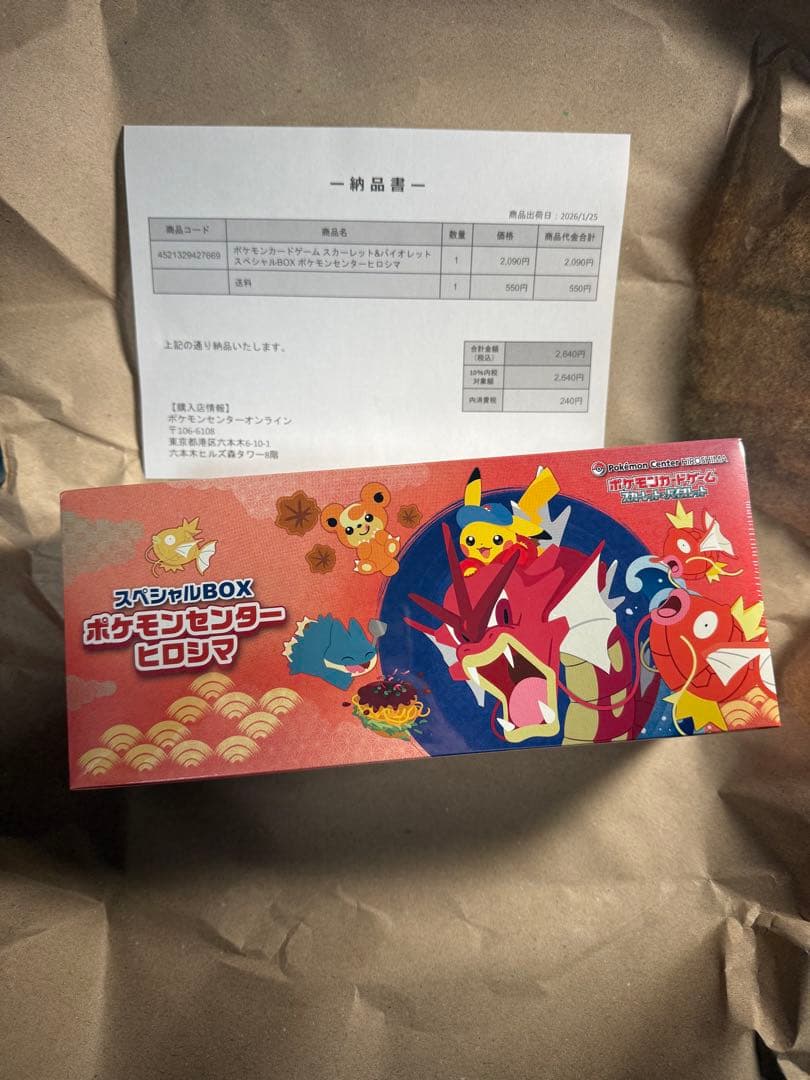 ー納品書ー
商品出荷日：2026/1/25
商品コード 商品名 数量 価格 商品代金合計
4521329427669 ポケモンカードゲーム スカーレット&バイオレット スペシャルBOX ポケモンセンターヒロシマ 1 2,090円 2,090円
送料 1 550円 550円
上記の通り納品いたします。
合計金額(税込) 2,640円
10%内税対象額 2,640円
内消費税 240円
【購入店情報】
ポケモンセンターオンライン
〒106-6108
東京都港区六本木6-10-1
六本木ヒルズ森タワー8階
Pokémon Center HIROSHIMA
ポケモンカードゲーム
スカーレット&バイオレット
スペシャルBOX
ポケモンセンター
ヒロシマ